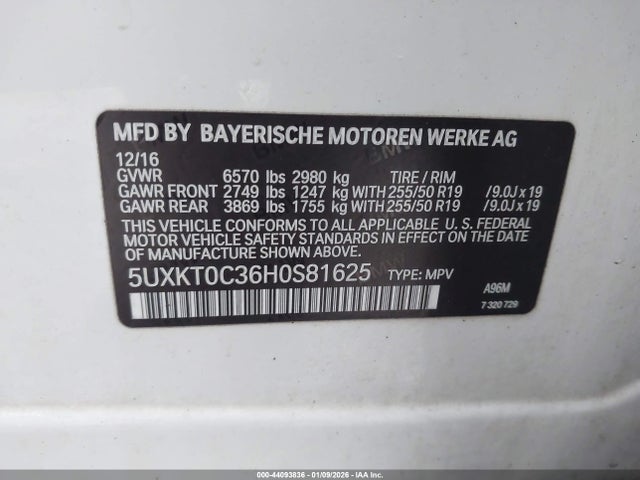 MFD BY BAYERISCHE MOTOREN WERKE AG
12/16
GVWR 6570 lbs 2980 kg TIRE / RIM
GAWR FRONT 2749 lbs 1247 kg WITH 255/50 R19 /9.0J x 19
GAWR REAR 3869 lbs 1755 kg WITH 255/50 R19 /9.0J x 19
THIS VEHICLE CONFORMS TO ALL APPLICABLE U. S. FEDERAL
MOTOR VEHICLE SAFETY STANDARDS IN EFFECT ON THE DATE
OF MANUFACTURE SHOWN ABOVE.
5UXKT0C36H0S81625 TYPE: MPV
A96M
7 320 729
000-44093836 - 01/09/2026 - IAA Inc.